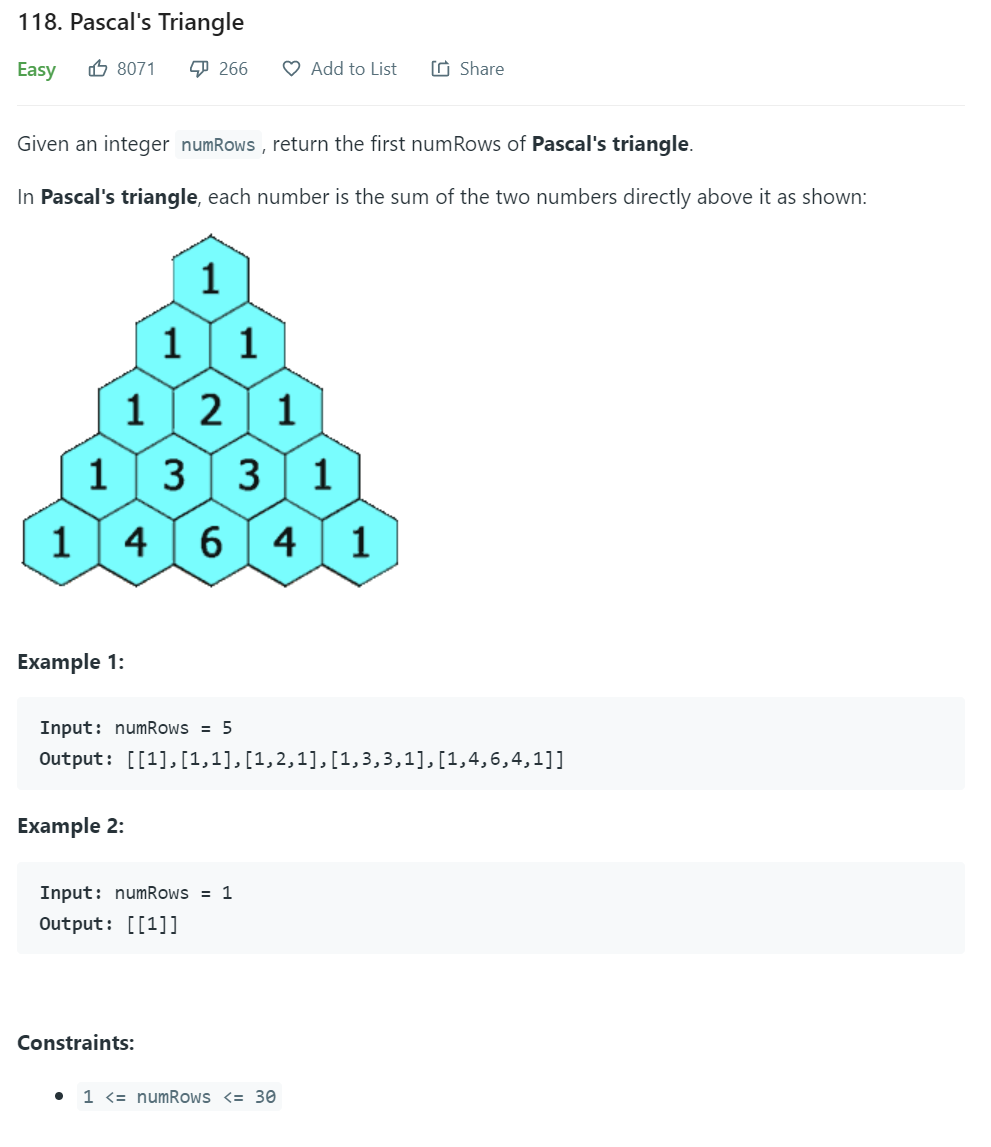 118. Pascal's Triangle
Easy 8071 266 Add to List Share
Given an integer numRows, return the first numRows of Pascal's triangle.
In Pascal's triangle, each number is the sum of the two numbers directly above it as shown:
1
1 1
1 2 1
1 3 3 1
1 4 6 4 1
Example 1:
Input: numRows = 5
Output: [[1],[1,1],[1,2,1],[1,3,3,1],[1,4,6,4,1]]
Example 2:
Input: numRows = 1
Output: [[1]]
Constraints:
• 1 <= numRows <= 30